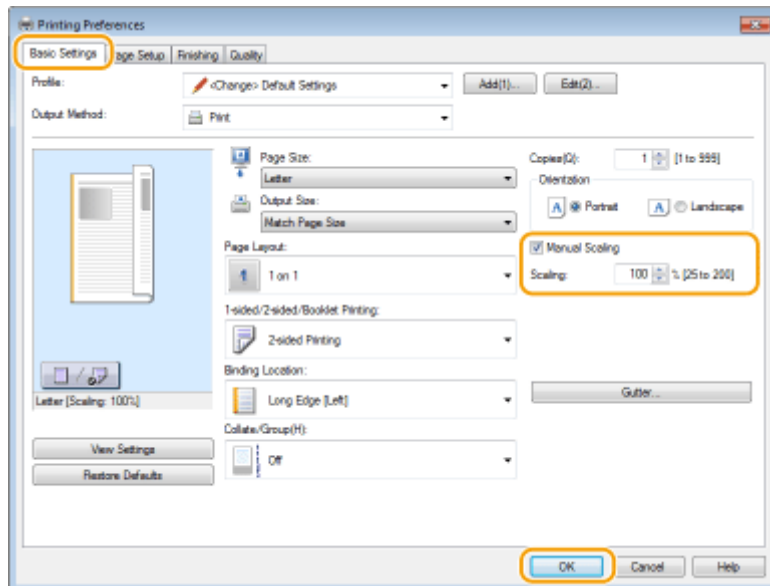 Printing Preferences
Basic Settings Page Setup Finishing Quality
Profile: <Change> Default Settings Add(1)... Edit(2)...
Output Method: Print
Page Size: Copies(Q): 1 [1 to 999]
Letter Orientation
Output Size: A Portrait A Landscape
Match Page Size
Page Layout: Manual Scaling
1 on 1 Scaling: 100 % [25 to 200]
1-sided/2-sided/Booklet Printing:
2-sided Printing
Binding Location:
Letter [Scaling: 100%] Long Edge [Left] Gutter...
Collate/Group(H):
View Settings Off
Restore Defaults
OK Cancel Help